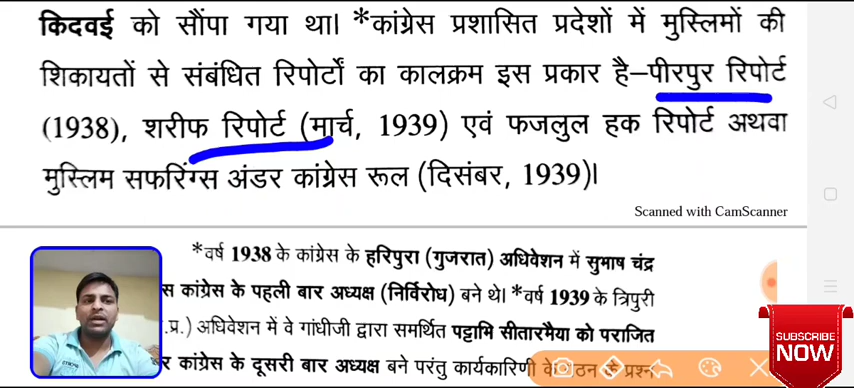 किदवई को सौंपा गया था। *कांग्रेस प्रशासित प्रदेशों में मुस्लिमों की
शिकायतों से संबंधित रिपोर्टों का कालक्रम इस प्रकार है–पीरपुर रिपोर्ट
(1938), शरीफ रिपोर्ट (मार्च, 1939) एवं फजलुल हक रिपोर्ट अथवा
मुस्लिम सफरिंग्स अंडर कांग्रेस रूल (दिसंबर, 1939)।
Scanned with CamScanner
*वर्ष 1938 के कांग्रेस के हरिपुरा (गुजरात) अधिवेशन में सुभाष चंद्र
स कांग्रेस के पहली बार अध्यक्ष (निर्विरोध) बने थे। *वर्ष 1939 के त्रिपुरी
.प्र.) अधिवेशन में वे गांधीजी द्वारा समर्थित पट्टाभि सीतारमैया को पराजित
र कांग्रेस के दूसरी बार अध्यक्ष बने परंतु कार्यकारिणी के प्रश्न
SUBSCRIBE
NOW